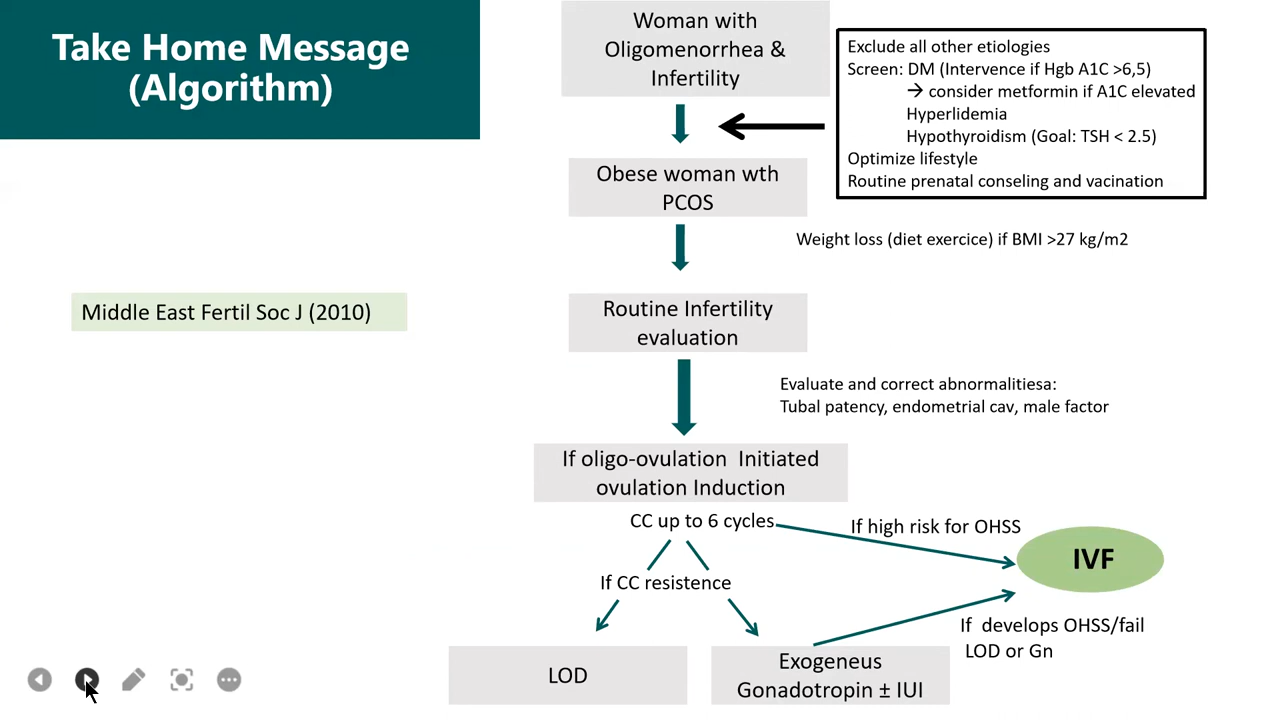 Take Home Message
(Algorithm)
Woman with
Oligomenorrhea &
Infertility
Exclude all other etiologies
Screen: DM (Intervence if Hgb A1C >6,5)
→ consider metformin if A1C elevated
Hyperlidemia
Hypothyroidism (Goal: TSH < 2.5)
Optimize lifestyle
Routine prenatal conseling and vacination
Obese woman wth
PCOS
Weight loss (diet exercice) if BMI >27 kg/m2
Middle East Fertil Soc J (2010)
Routine Infertility
evaluation
Evaluate and correct abnormalitiesa:
Tubal patency, endometrial cav, male factor
If oligo-ovulation Initiated
ovulation Induction
CC up to 6 cycles
If high risk for OHSS
IVF
If CC resistence
If develops OHSS/fail
LOD or Gn
LOD
Exogeneus
Gonadotropin ± IUI